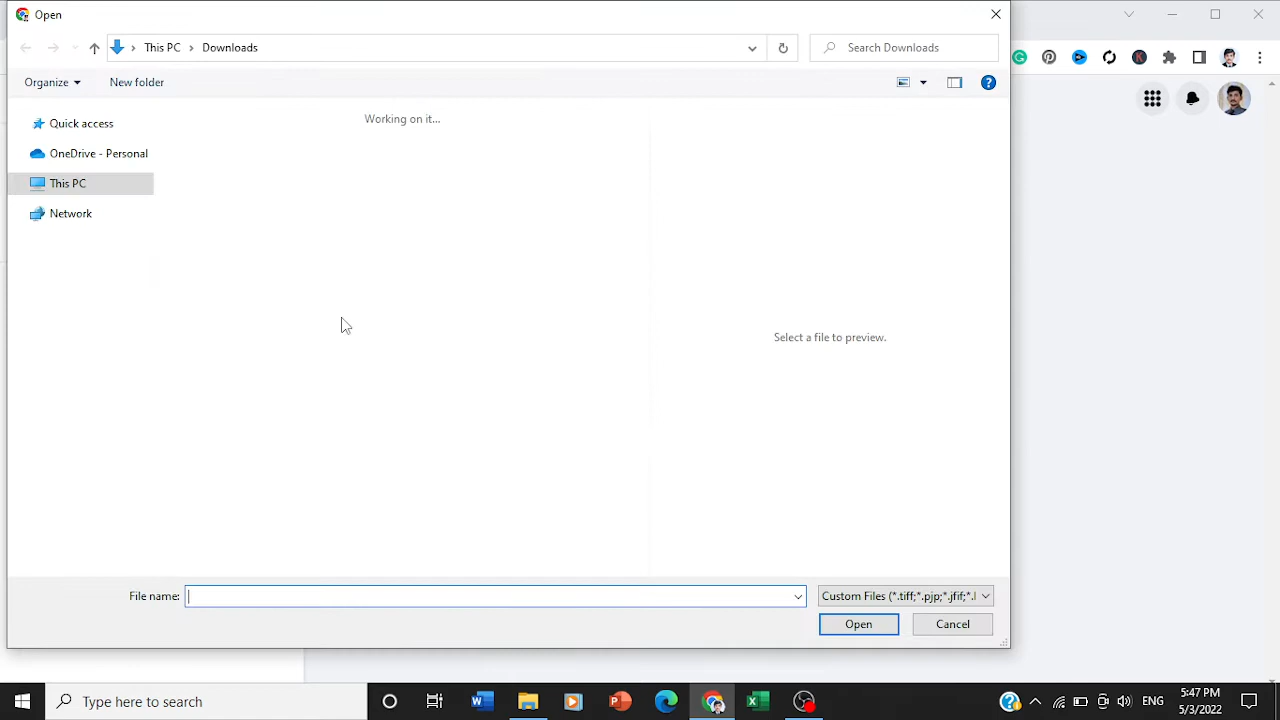 Open
This PC
Downloads
Search Downloads
Organize
New folder
Quick access
OneDrive - Personal
This PC
Network
Working on it...
Select a file to preview.
File name:
Custom Files (*.tiff;*.pjp;*.jfif;*.
Open
Cancel
Type here to search
ENG
5:47 PM
5/3/2022